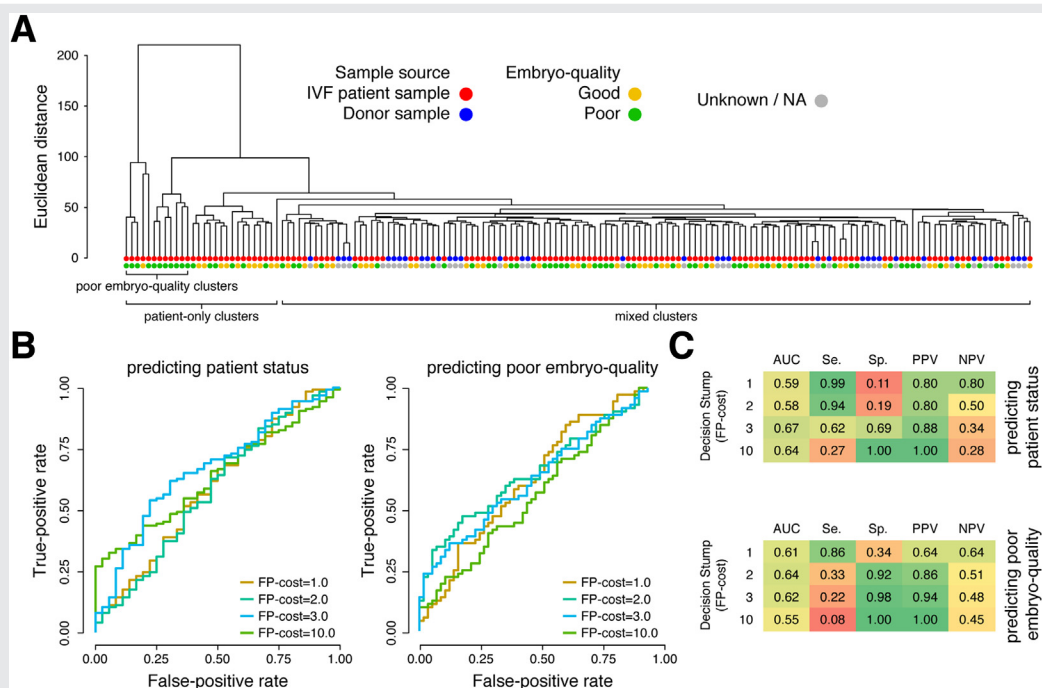 A
Euclidean distance
200
150
100
50
0
Sample source
IVF patient sample
Donor sample
Embryo-quality
Good
Poor
Unknown / NA
poor embryo-quality clusters
patient-only clusters
mixed clusters
B
predicting patient status
True-positive rate
1.00
0.75
0.50
0.25
0.00
FP-cost=1.0
FP-cost=2.0
FP-cost=3.0
FP-cost=10.0
0.00 0.25 0.50 0.75 1.00
False-positive rate
predicting poor embryo-quality
True-positive rate
1.00
0.75
0.50
0.25
0.00
FP-cost=1.0
FP-cost=2.0
FP-cost=3.0
FP-cost=10.0
0.00 0.25 0.50 0.75 1.00
False-positive rate
C
AUC Se. Sp. PPV NPV
Decision Stump
(FP-cost)
1 0.59 0.99 0.11 0.80 0.80
2 0.58 0.94 0.19 0.80 0.50
3 0.67 0.62 0.69 0.88 0.34
10 0.64 0.27 1.00 1.00 0.28
predicting
patient status
AUC Se. Sp. PPV NPV
Decision Stump
(FP-cost)
1 0.61 0.86 0.34 0.64 0.64
2 0.64 0.33 0.92 0.86 0.51
3 0.62 0.22 0.98 0.94 0.48
10 0.55 0.08 1.00 1.00 0.45
predicting poor
embryo-quality